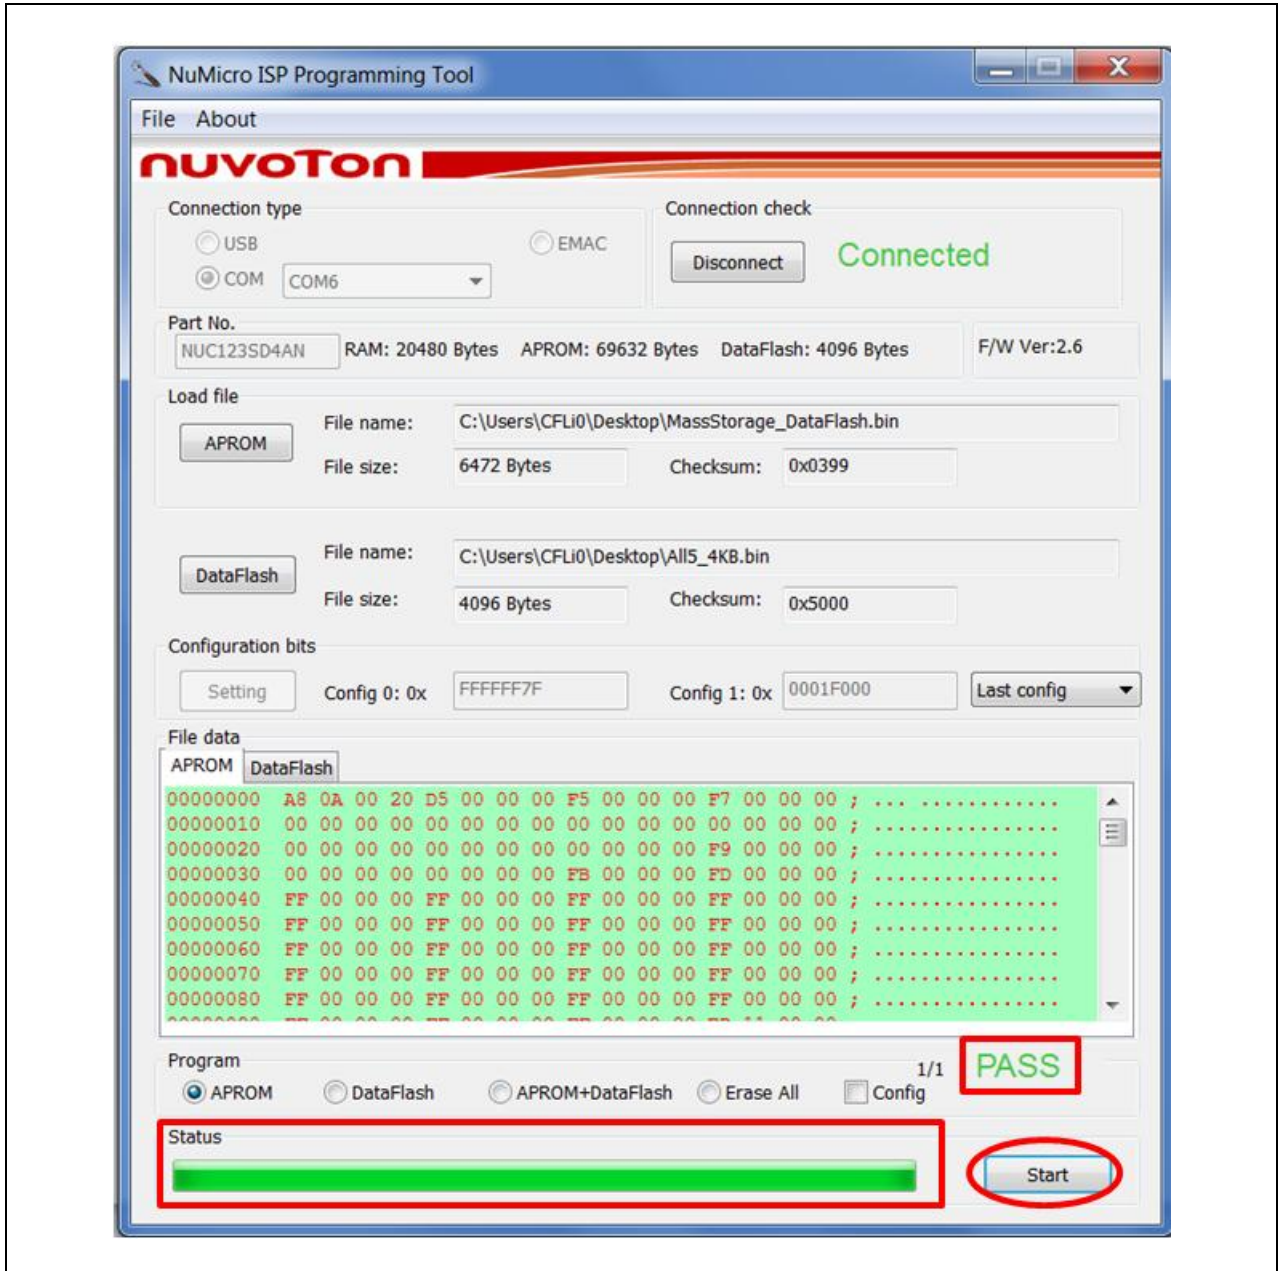 NuMicro ISP Programming Tool
File About
nuvoTon
Connection type
USB EMAC
COM COM6
Connection check
Disconnect Connected
Part No.
NUC123SD4AN RAM: 20480 Bytes APROM: 69632 Bytes DataFlash: 4096 Bytes F/W Ver:2.6
Load file
APROM File name: C:\Users\CFLi0\Desktop\MassStorage_DataFlash.bin
File size: 6472 Bytes Checksum: 0x0399
DataFlash File name: C:\Users\CFLi0\Desktop\All5_4KB.bin
File size: 4096 Bytes Checksum: 0x5000
Configuration bits
Setting Config 0: 0x FFFFFF7F Config 1: 0x 0001F000 Last config
File data
APROM DataFlash
00000000 A8 0A 00 20 D5 00 00 00 F5 00 00 00 F7 00 00 00 ; ... ............
00000010 00 00 00 00 00 00 00 00 00 00 00 00 00 00 00 00 ; ................
00000020 00 00 00 00 00 00 00 00 00 00 00 00 F9 00 00 00 ; ................
00000030 00 00 00 00 00 00 00 00 FB 00 00 00 FD 00 00 00 ; ................
00000040 FF 00 00 00 FF 00 00 00 FF 00 00 00 FF 00 00 00 ; ................
00000050 FF 00 00 00 FF 00 00 00 FF 00 00 00 FF 00 00 00 ; ................
00000060 FF 00 00 00 FF 00 00 00 FF 00 00 00 FF 00 00 00 ; ................
00000070 FF 00 00 00 FF 00 00 00 FF 00 00 00 FF 00 00 00 ; ................
00000080 FF 00 00 00 FF 00 00 00 FF 00 00 00 FF 00 00 00 ; ................
Program 1/1 PASS
APROM DataFlash APROM+DataFlash Erase All Config
Status
Start